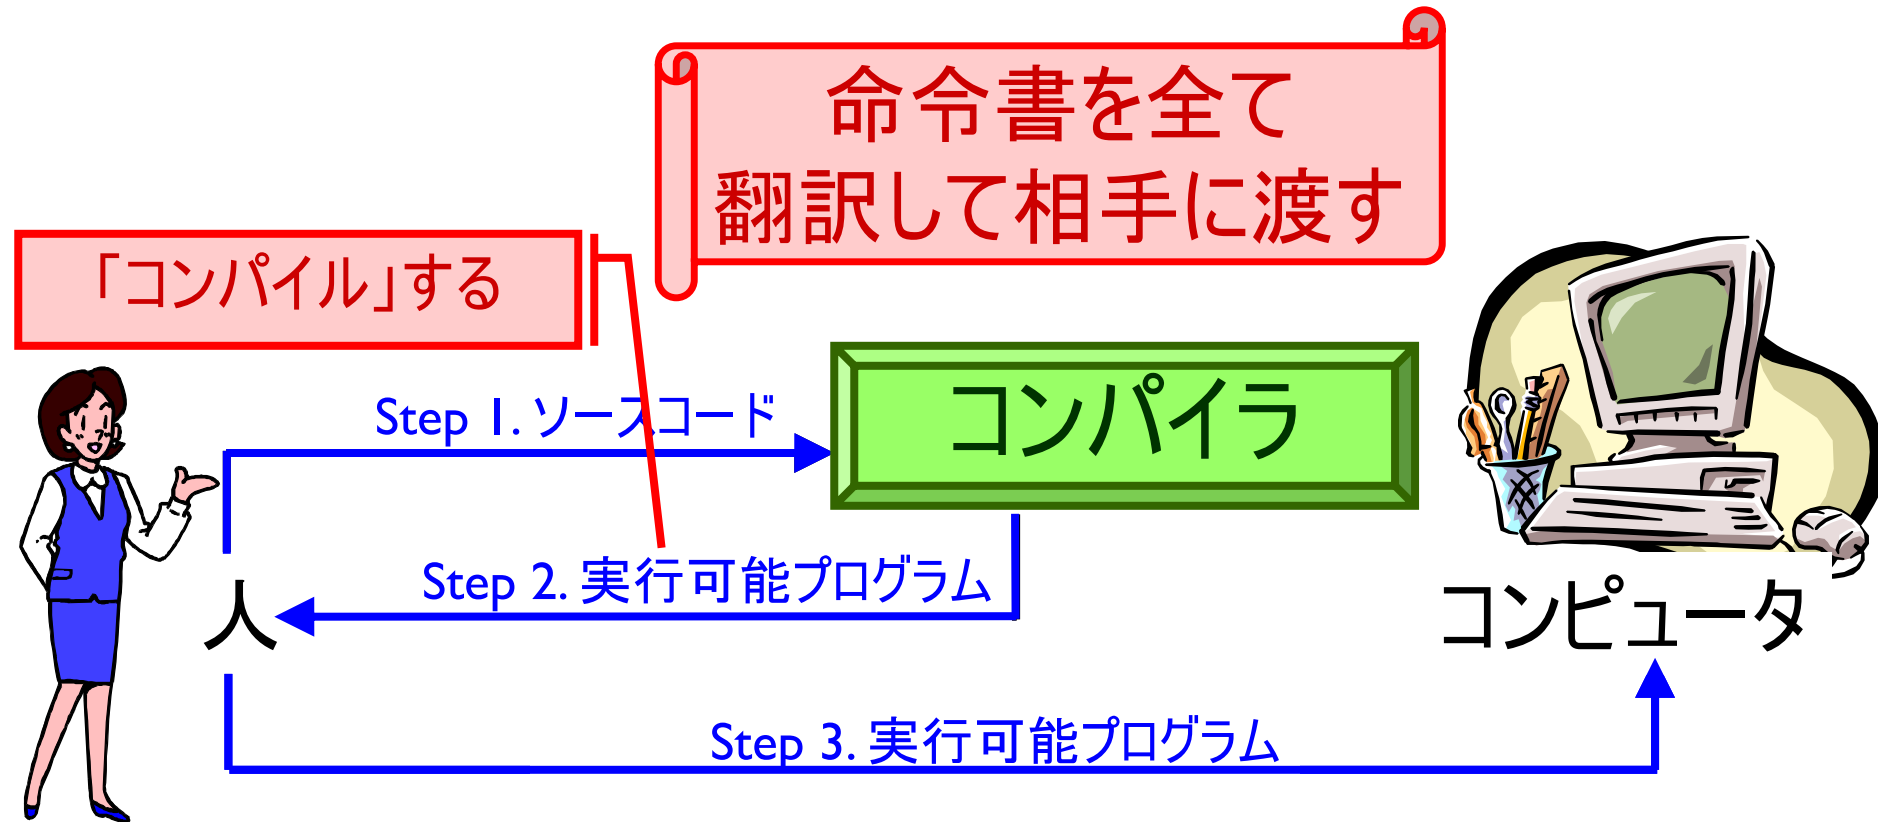 命令書を全て
翻訳して相手に渡す
「コンパイル」する
コンパイラ
Step 1. ソースコード
Step 2. 実行可能プログラム
人
コンピュータ
Step 3. 実行可能プログラム